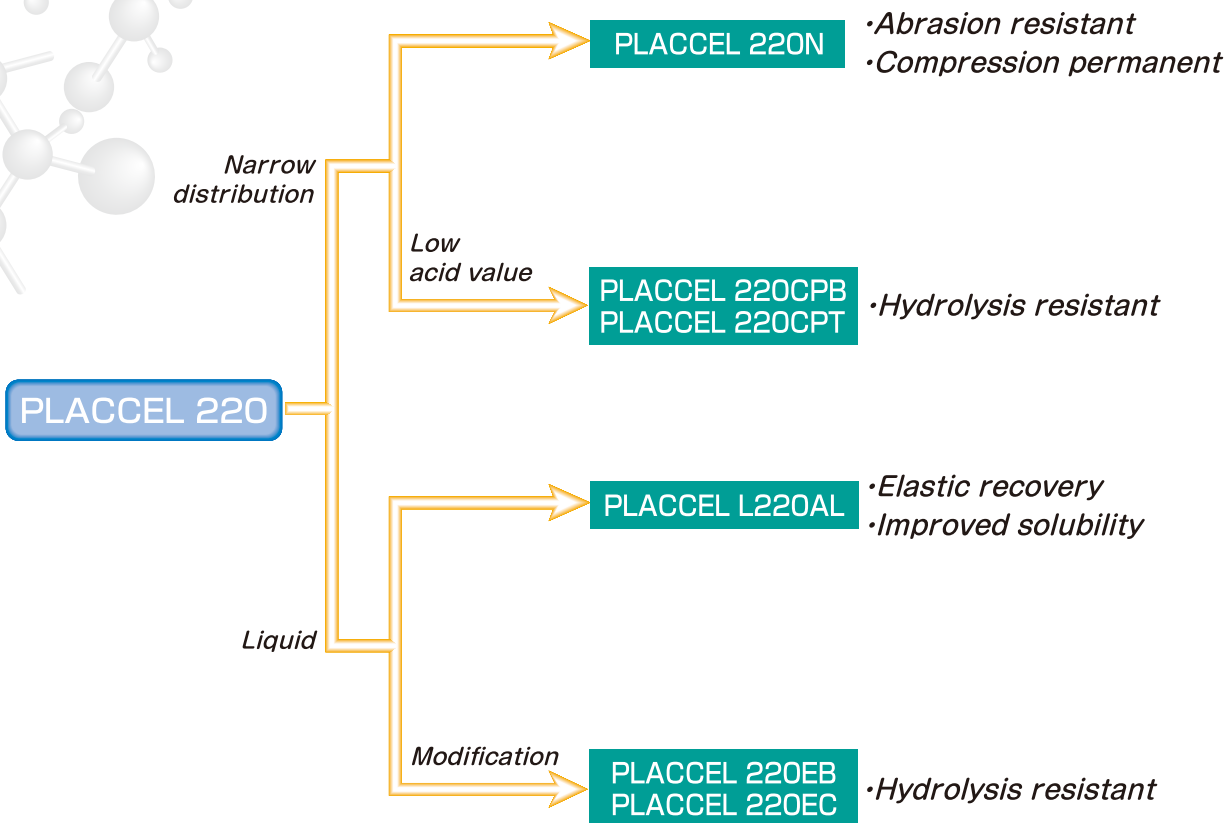 PLACCEL 220
Narrow
distribution
PLACCEL 220N
・Abrasion resistant
・Compression permanent
Low
acid value
PLACCEL 220CPB
PLACCEL 220CPT
・Hydrolysis resistant
Liquid
PLACCEL L220AL
・Elastic recovery
・Improved solubility
Modification
PLACCEL 220EB
PLACCEL 220EC
・Hydrolysis resistant